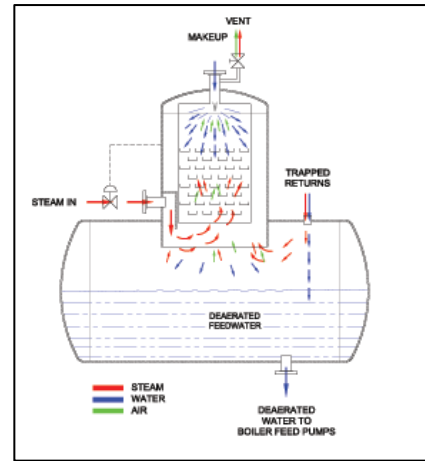 VENT
MAKEUP
STEAM IN
TRAPPED
RETURNS
DEAERATED
FEEDWATER
STEAM
WATER
AIR
DEAERATED
WATER TO
BOILER FEED PUMPS